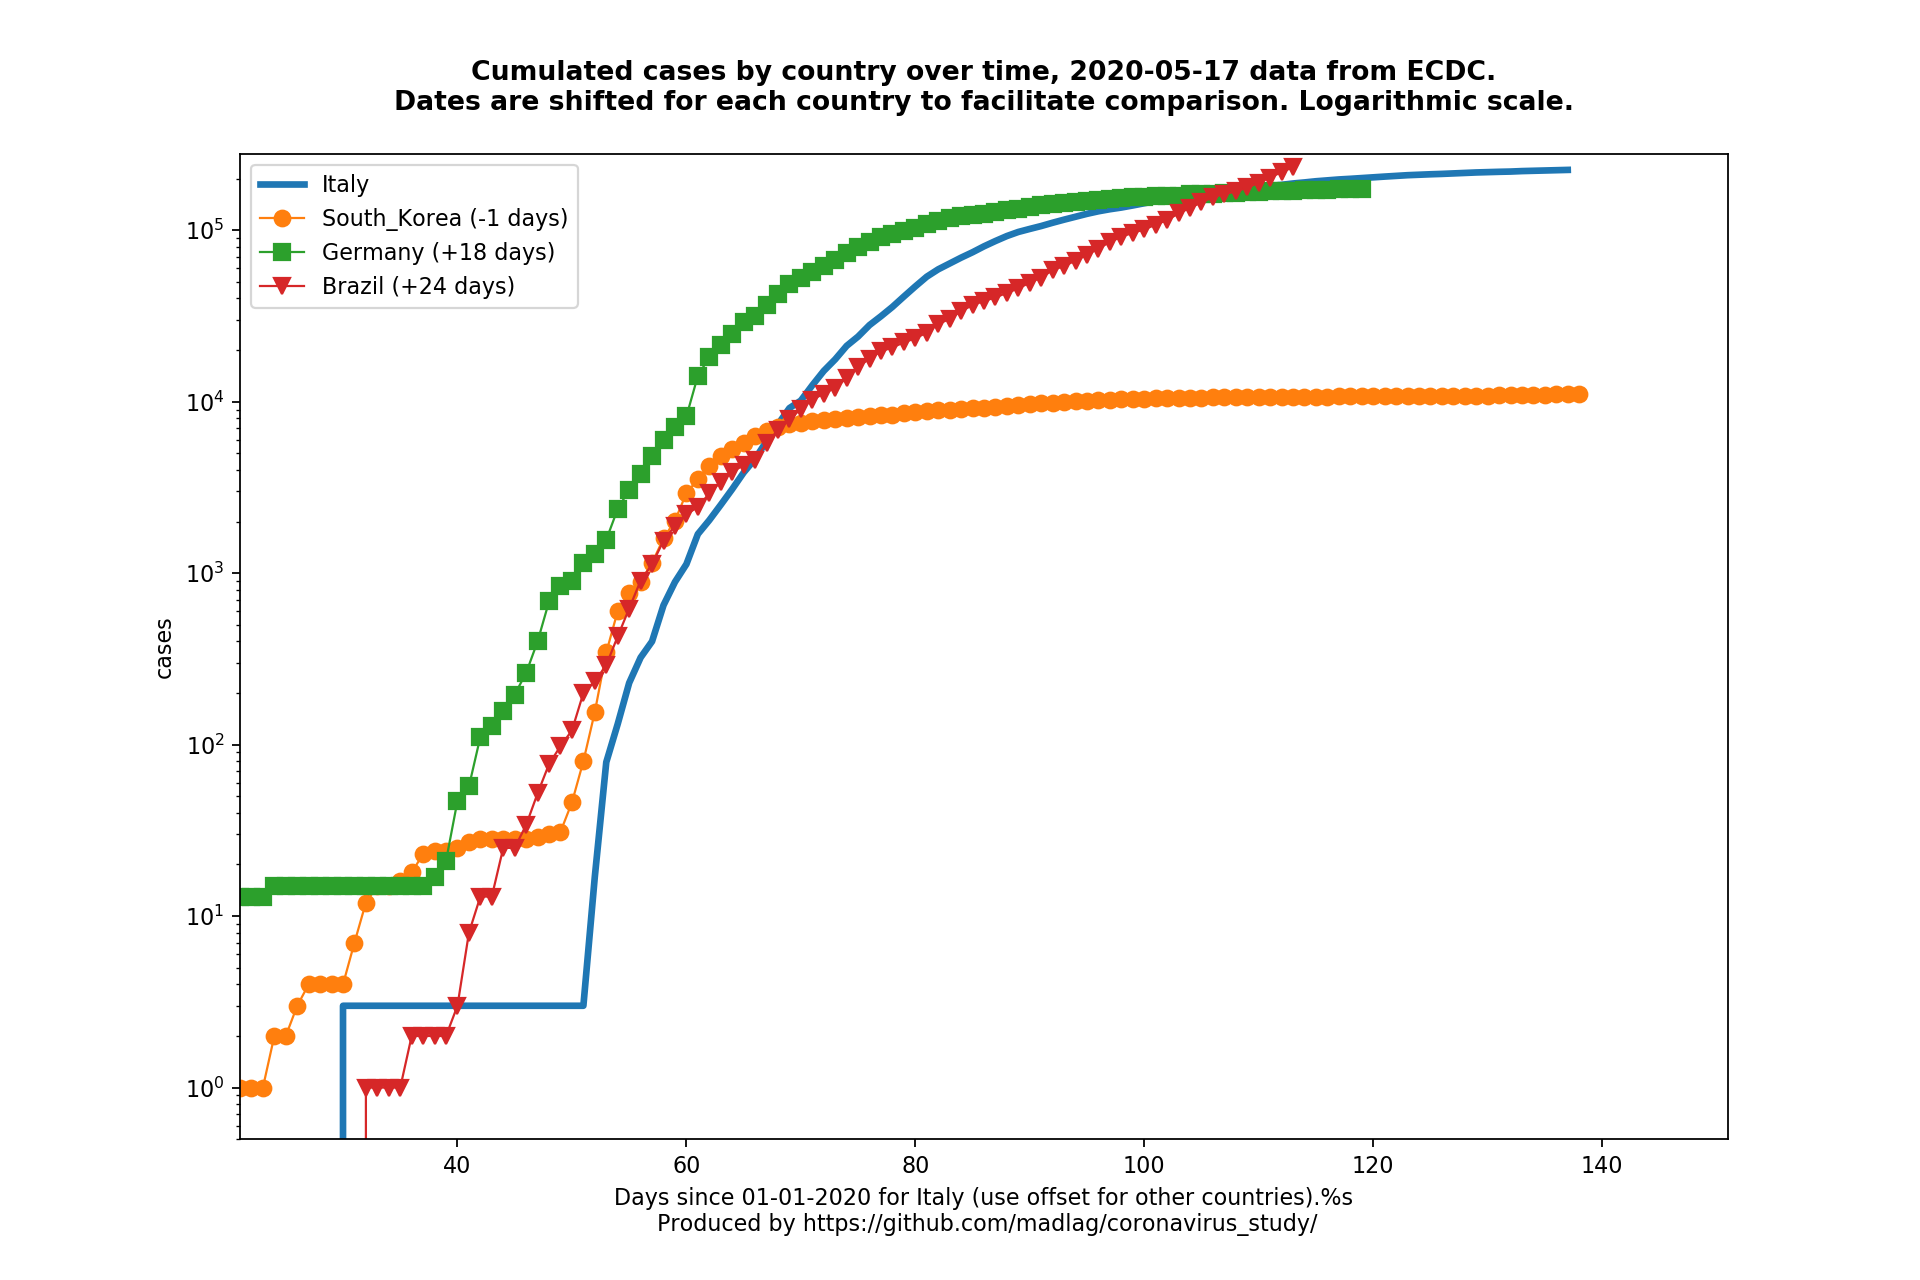 Cumulated cases by country over time, 2020-05-17 data from ECDC.
Dates are shifted for each country to facilitate comparison. Logarithmic scale.
Italy
South_Korea (-1 days)
Germany (+18 days)
Brazil (+24 days)
10^5
10^4
10^3
10^2
10^1
10^0
cases
40 60 80 100 120 140
Days since 01-01-2020 for Italy (use offset for other countries).%s
Produced by https://github.com/madlag/coronavirus_study/